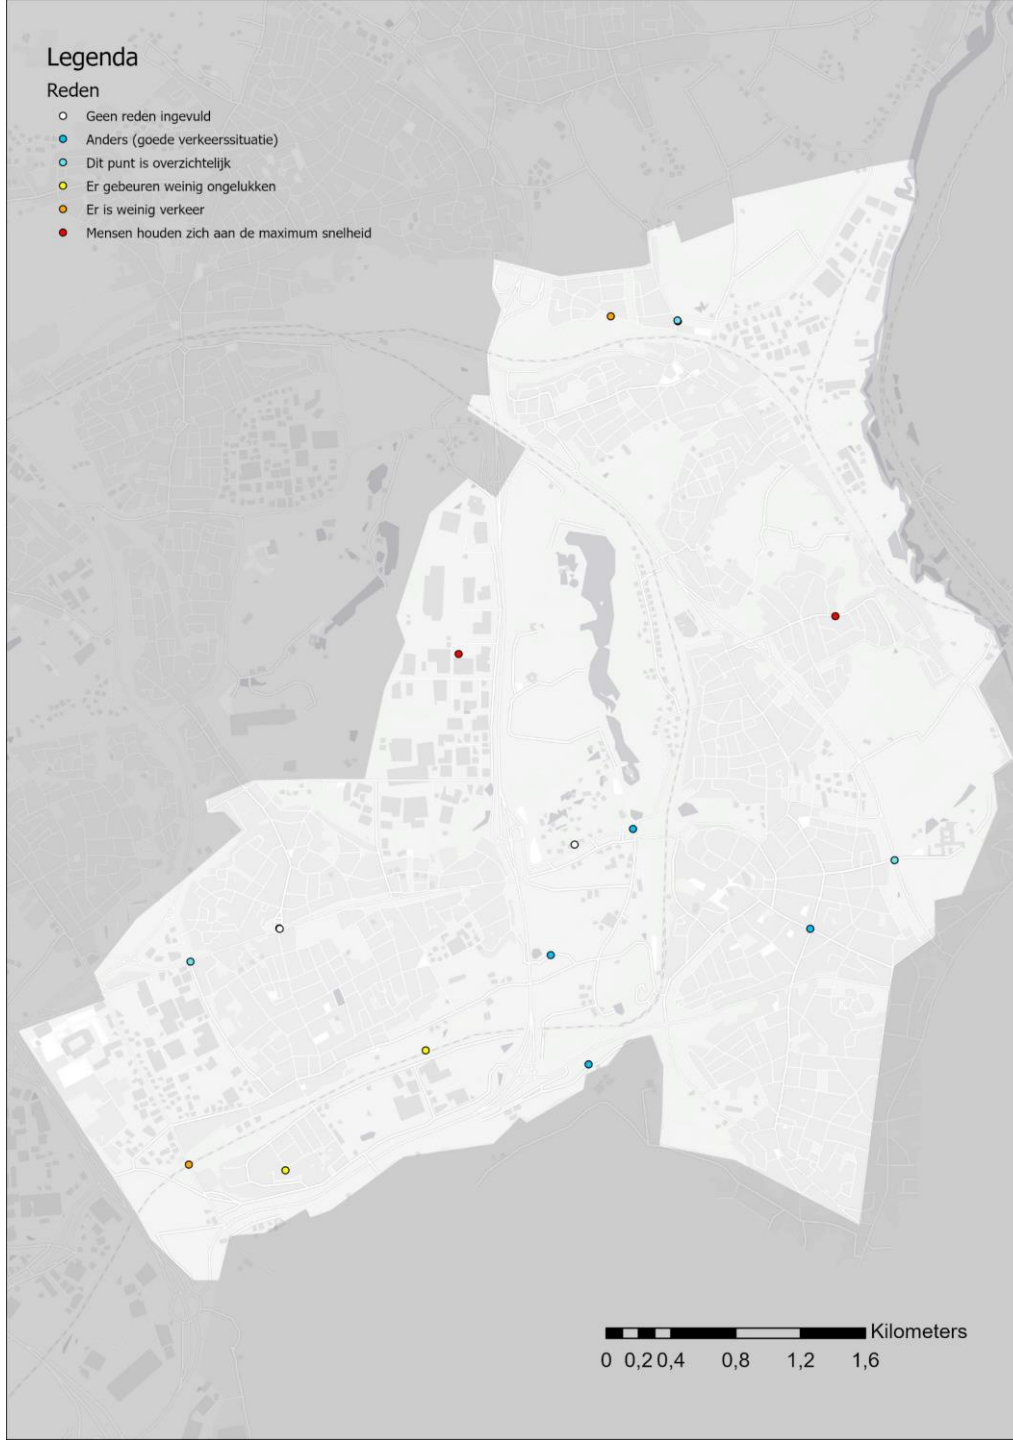 Legenda
Reden
Geen reden ingevuld
Anders (goede verkeerssituatie)
Dit punt is overzichtelijk
Er gebeuren weinig ongelukken
Er is weinig verkeer
Mensen houden zich aan de maximum snelheid
Kilometers
0 0,2 0,4 0,8 1,2 1,6